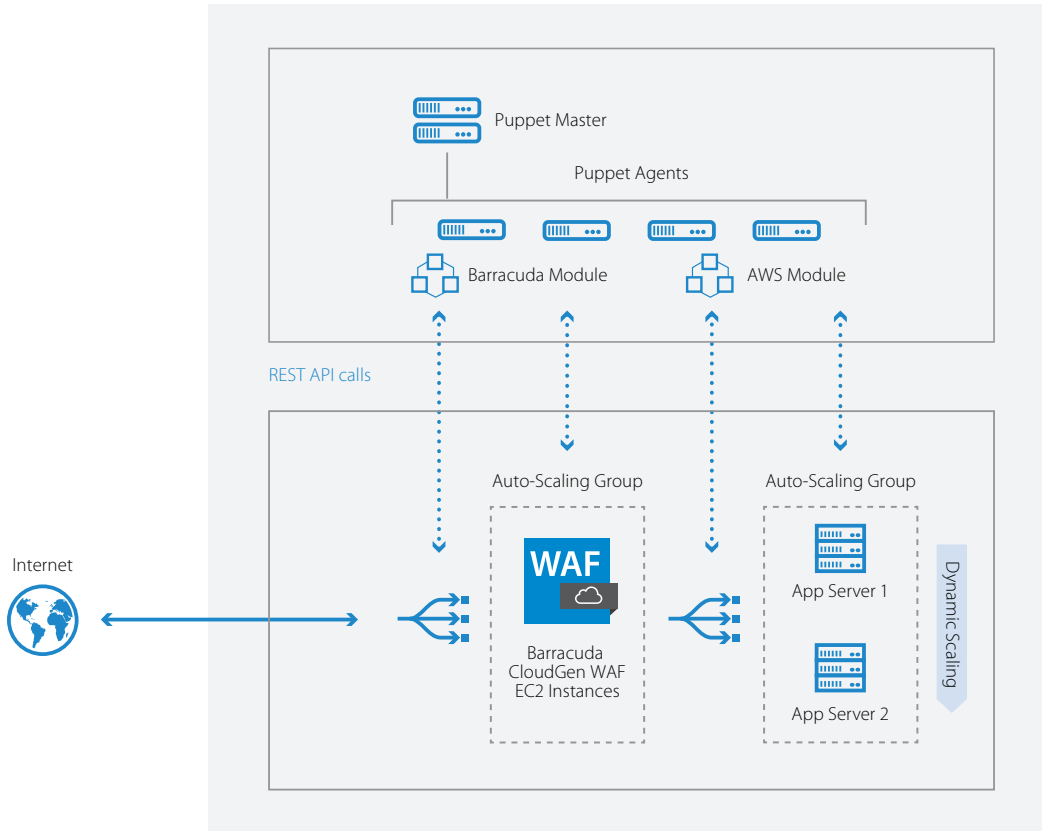 Puppet Master
Puppet Agents
Barracuda Module
AWS Module
REST API calls
Auto-Scaling Group
Auto-Scaling Group
Internet
WAF
Barracuda
CloudGen WAF
EC2 Instances
App Server 1
App Server 2
Dynamic Scaling